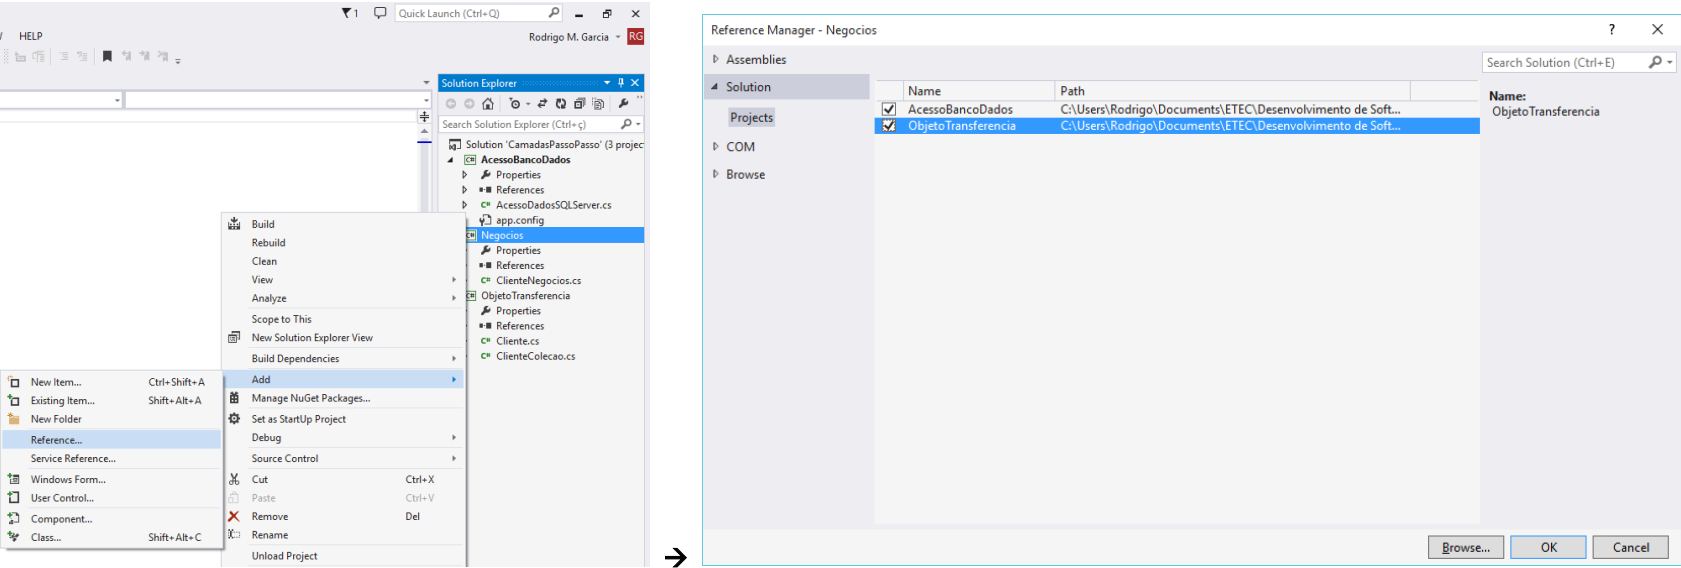 1
Quick Launch (Ctrl+Q)
HELP
Rodrigo M. Garcia
RG
Solution Explorer
Search Solution Explorer (Ctrl+ç)
Solution 'CamadasPassoPasso' (3 projec
AcessoBancoDados
Properties
References
AcessoDadosSQLServer.cs
app.config
Negocios
Properties
References
ClienteNegocios.cs
ObjetoTransferencia
Properties
References
Cliente.cs
ClienteColecao.cs
Build
Rebuild
Clean
View
Analyze
Scope to This
New Solution Explorer View
Build Dependencies
Add
Manage NuGet Packages...
Set as StartUp Project
Debug
Source Control
Cut Ctrl+X
Paste Ctrl+V
Remove Del
Rename
Unload Project
New Item... Ctrl+Shift+A
Existing Item... Shift+Alt+A
New Folder
Reference...
Service Reference...
Windows Form...
User Control...
Component...
Class... Shift+Alt+C
→
Reference Manager - Negocios
? ×
Assemblies
Solution
Projects
COM
Browse
Search Solution (Ctrl+E)
Name Path
AcessoBancoDados C:\Users\Rodrigo\Documents\ETEC\Desenvolvimento de Soft...
ObjetoTransferencia C:\Users\Rodrigo\Documents\ETEC\Desenvolvimento de Soft...
Name:
ObjetoTransferencia
Browse... OK Cancel